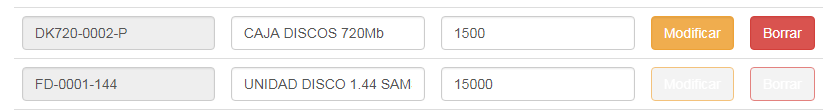 DK720-0002-P CAJA DISCOS 720Mb 1500 Modificar Borrar
FD-0001-144 UNIDAD DISCO 1.44 SAM 15000 Modificar Borrar